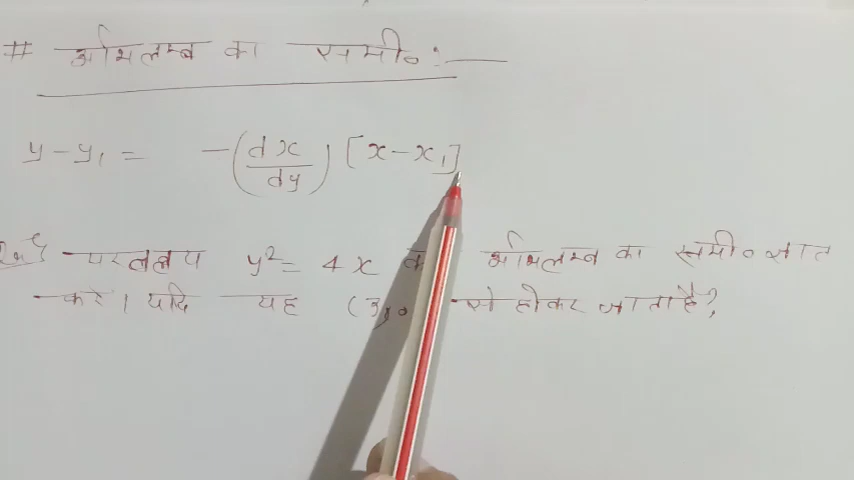 # अभिलम्ब का समी० :—
y - y₁ = -(dx/dy) [x - x₁]
परवलय y² = 4x के अभिलम्ब का समी० ज्ञात
करें। यदि यह (3,0 से होकर जाता है?